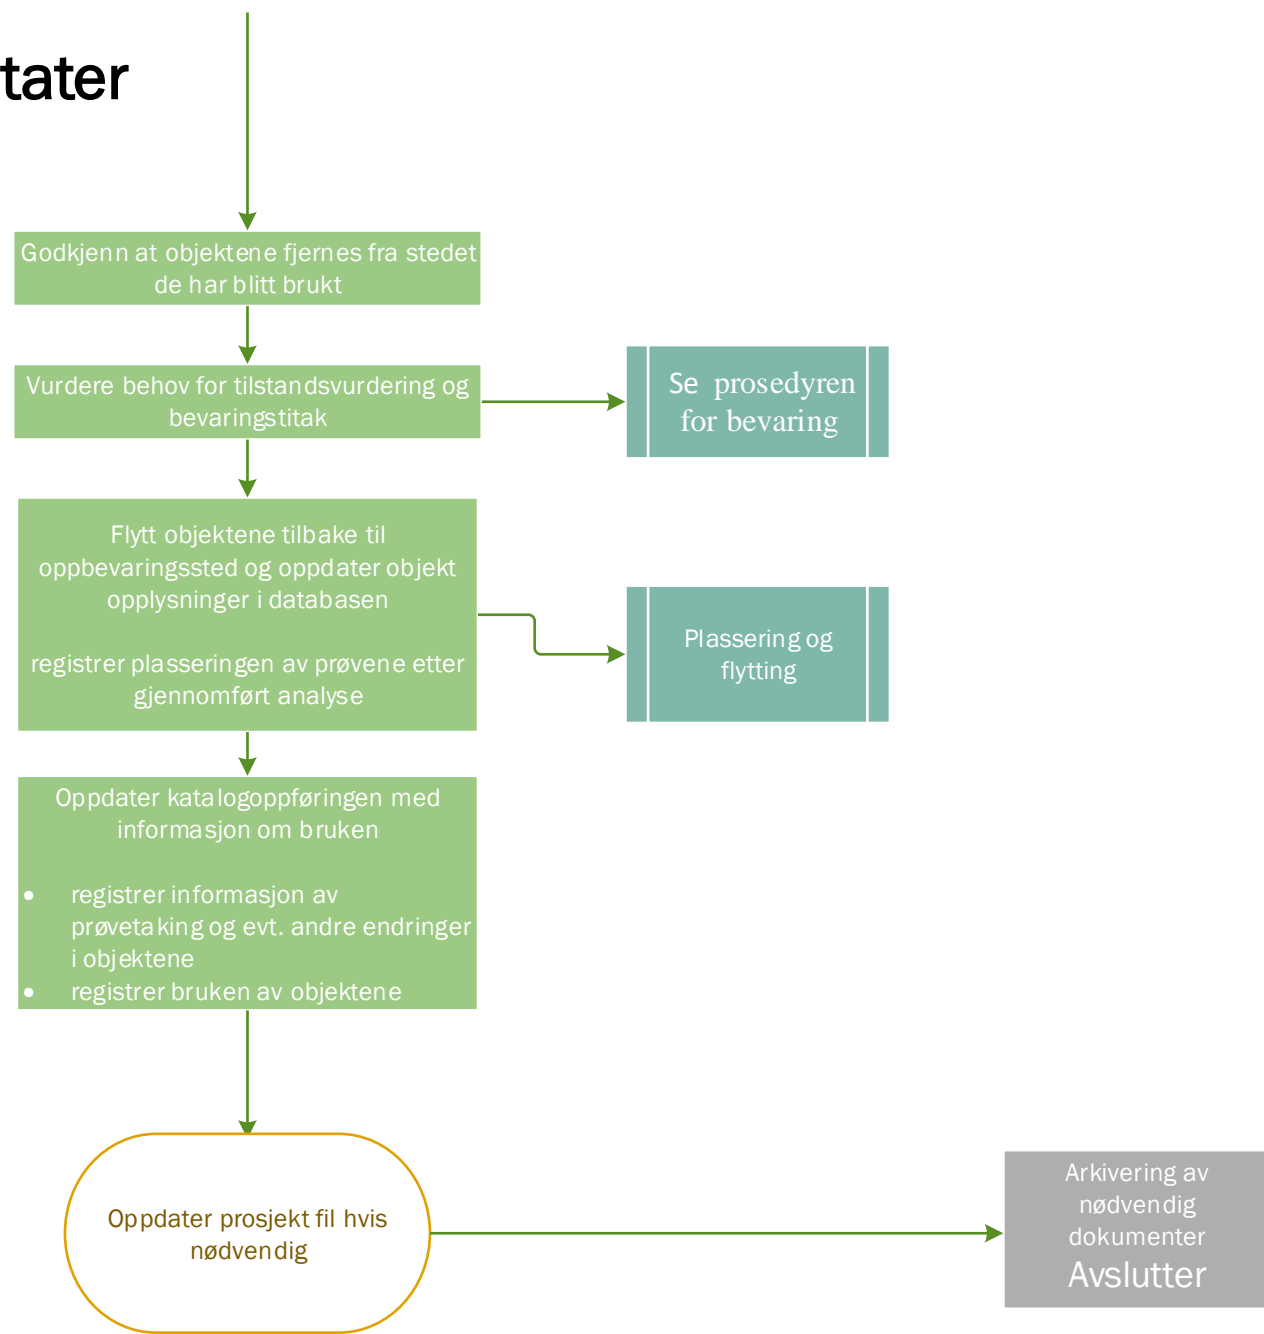 tater
Godkjenn at objektene fjernes fra stedet
de har blitt brukt
Vurdere behov for tilstandsvurdering og
bevaringstitak
Se prosedyren
for bevaring
Flytt objektene tilbake til
oppbevaringssted og oppdater objekt
opplysninger i databasen
registrer plasseringen av prøvene etter
gjennomført analyse
Plassering og
flytting
Oppdater katalogoppføringen med
informasjon om bruken
• registrer informasjon av
prøvetaking og evt. andre endringer
i objektene
• registrer bruken av objektene
Oppdater prosjekt fil hvis
nødvendig
Arkivering av
nødvendig
dokumenter
Avslutter